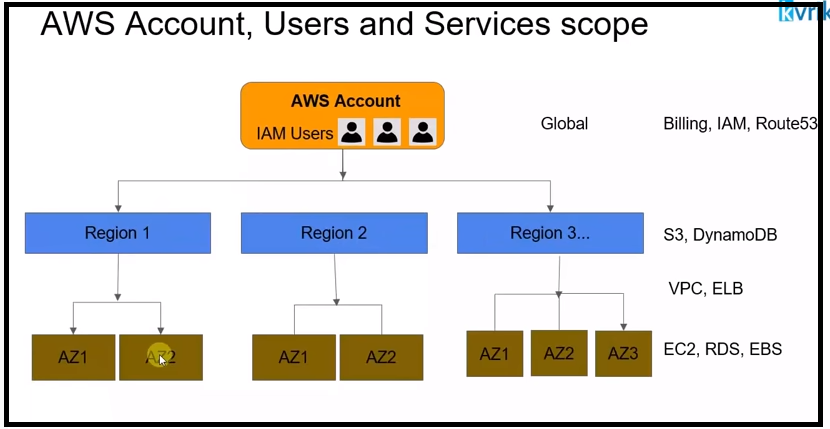 AWS Account, Users and Services scope
AWS Account
IAM Users
Global
Billing, IAM, Route53
Region 1
Region 2
Region 3...
S3, DynamoDB
VPC, ELB
AZ1
AZ2
AZ1
AZ2
AZ1
AZ2
AZ3
EC2, RDS, EBS